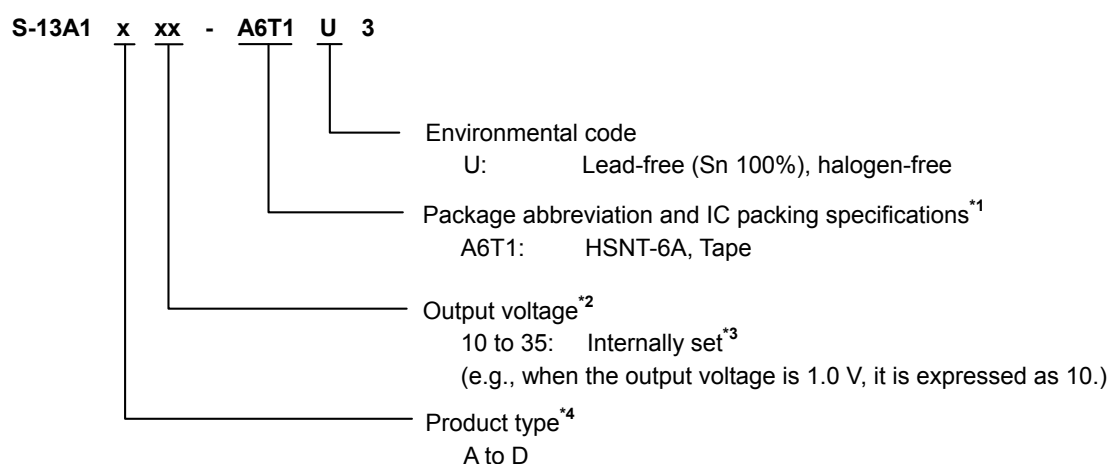 S-13A1 x xx - A6T1 U 3
Environmental code
U: Lead-free (Sn 100%), halogen-free
Package abbreviation and IC packing specifications*1
A6T1: HSNT-6A, Tape
Output voltage*2
10 to 35: Internally set*3
(e.g., when the output voltage is 1.0 V, it is expressed as 10.)
Product type*4
A to D